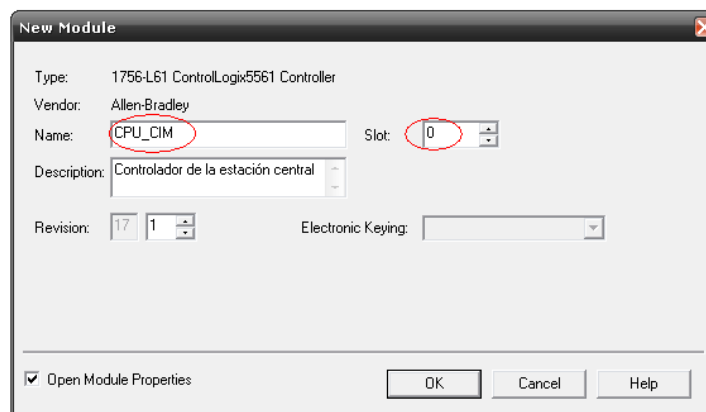 New Module
Type: 1756-L61 ControlLogix5561 Controller
Vendor: Allen-Bradley
Name: CPU_CIM Slot: 0
Description: Controlador de la estación central
Revision: 17 1 Electronic Keying:
Open Module Properties OK Cancel Help